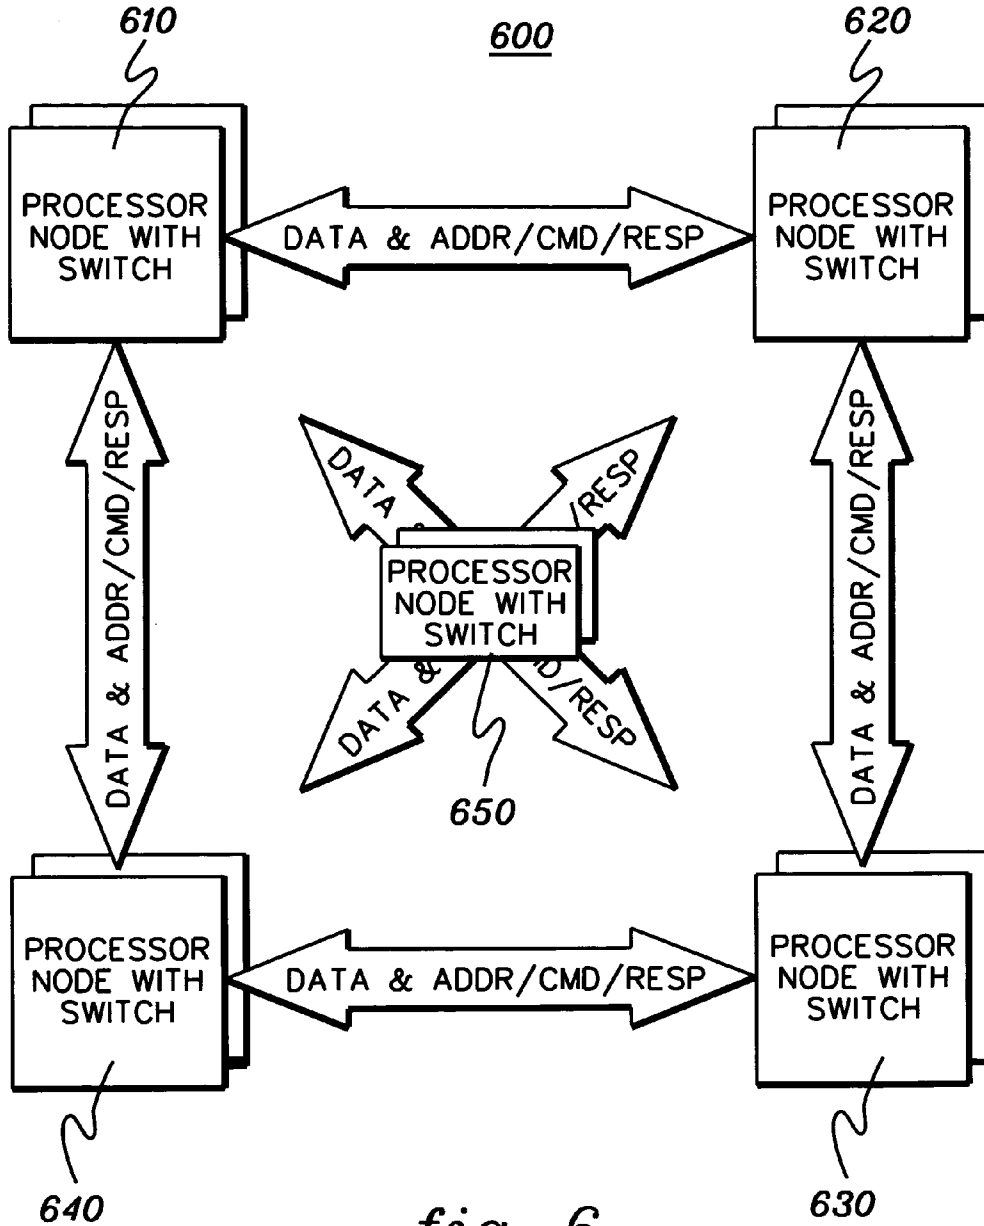 610
600
620
PROCESSOR
NODE WITH
SWITCH
DATA & ADDR/CMD/RESP
PROCESSOR
NODE WITH
SWITCH
DATA & ADDR/CMD/RESP
DATA
/RESP
PROCESSOR
NODE WITH
SWITCH
DATA &
/RESP
650
DATA & ADDR/CMD/RESP
PROCESSOR
NODE WITH
SWITCH
DATA & ADDR/CMD/RESP
PROCESSOR
NODE WITH
SWITCH
640
630
fig. 6